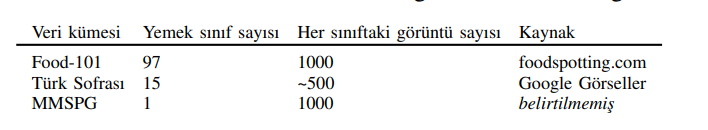 Veri kümesi Yemek sınıf sayısı Her sınıftaki görüntü sayısı Kaynak
Food-101 97 1000 foodspotting.com
Türk Sofrası 15 ~500 Google Görseller
MMSPG 1 1000 belirtilmemiş